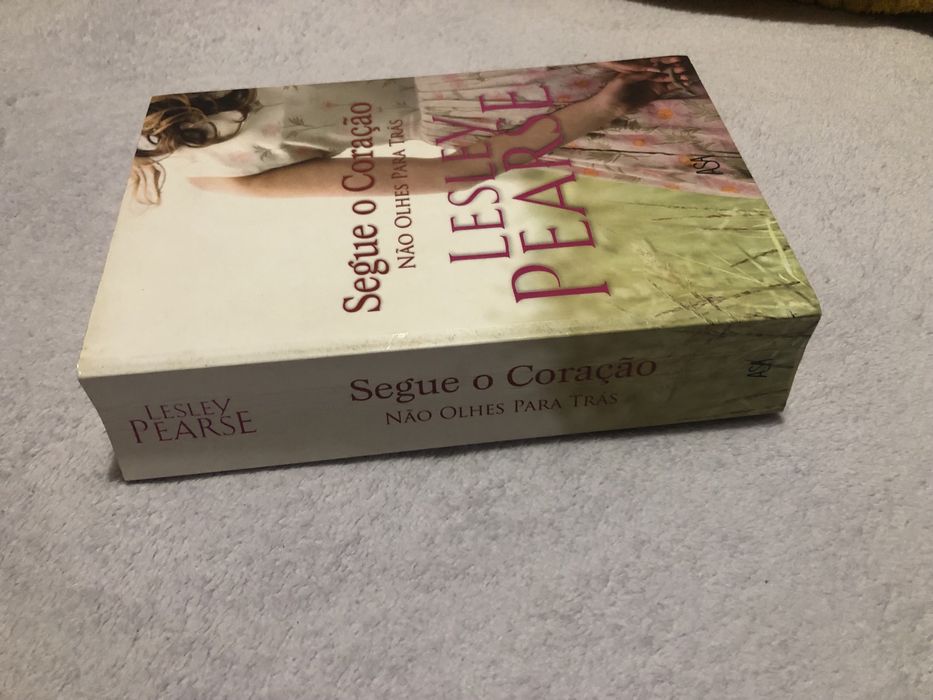 Segue o Coração
NÃO OLHES PARA TRÁS
LESLEY
PEARSE
ASA
LESLEY
PEARSE
Segue o Coração
NÃO OLHES PARA TRÁS
ASA